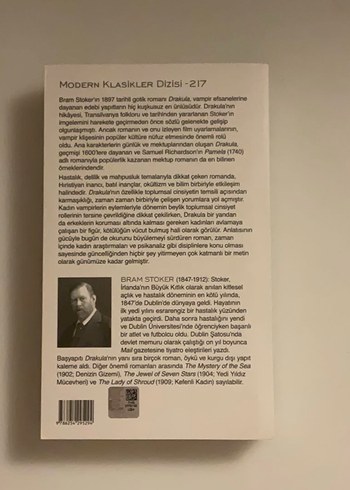 MODERN KLASİKLER DİZİSİ -217
Bram Stoker'ın 1897 tarihli gotik romanı Drakula, vampir efsanelerine
dayanan edebi yapıtların hiç kuşkusuz en ünlüsüdür. Drakula'nın
hikâyesi, Transilvanya folkloru ve tarihinden yararlanan Stoker'ın
imgelemini harekete geçirmeden önce sözlü gelenekte gelişip
olgunlaşmıştı. Ancak romanın ve onu izleyen film uyarlamalarının,
vampir klişesinin popüler kültüre nüfuz etmesinde önemli rolü
oldu. Ana karakterlerin günlük ve mektuplarından oluşan Drakula,
geçmişi 1600'lere dayanan ve Samuel Richardson'ın Pamela (1740)
adlı romanıyla popülerlik kazanan mektup romanın da en bilinen
örneklerindendir.
Hastalık, delilik ve mahpusluk temalarıyla dikkat çeken romanda,
Hıristiyan inancı, batıl inançlar, okültizm ve bilim birbiriyle etkileşim
halindedir. Drakula'nın özellikle toplumsal cinsiyetin temsili açısından
karmaşıklığı, zaman zaman birbiriyle çelişen yorumlara yol açmıştır.
Kadın vampirlerin eylemleriyle dönemin beylik toplumsal cinsiyet
rollerinin tersine çevrildiğine dikkat çekilirken, Drakula bir yandan
da erkeklerin koruması altında kalması gereken kadınları avlamaya
çalışan bir figür, kötülüğün vücut bulmuş hali olarak görülür. Anlatısının
gücüyle bugün de okurunu büyülemeyi sürdüren roman, zaman
içinde kadın araştırmaları ve psikanaliz gibi disiplinlere konu olması
sayesinde güncelliğinden hiçbir şey yitirmeyen çok katmanlı bir metin
olarak günümüze kadar gelmiştir.
BRAM STOKER (1847-1912): Stoker,
İrlanda'nın Büyük Kıtlık olarak anılan kitlesel
açlık ve hastalık döneminin en kötü yılında,
1847'de Dublin'de dünyaya geldi. Hayatının
ilk yedi yılını esrarengiz bir hastalık yüzünden
yatakta geçirdi. Daha sonra hastalığını yendi
ve Dublin Üniversitesi'nde öğrenciyken başarılı
bir atlet ve futbolcu oldu. Dublin Şatosu'nda
devlet memuru olarak çalıştığı on yıl boyunca
Mail gazetesine tiyatro eleştirileri yazdı.
Başyapıtı Drakula'nın yanı sıra birçok roman, öykü ve kurgu dışı yapıt
kaleme aldı. Diğer önemli romanları arasında The Mystery of the Sea
(1902; Denizin Gizemi), The Jewel of Seven Stars (1904; Yedi Yıldız
Mücevheri) ve The Lady of Shroud (1909; Kefenli Kadın) sayılabilir.